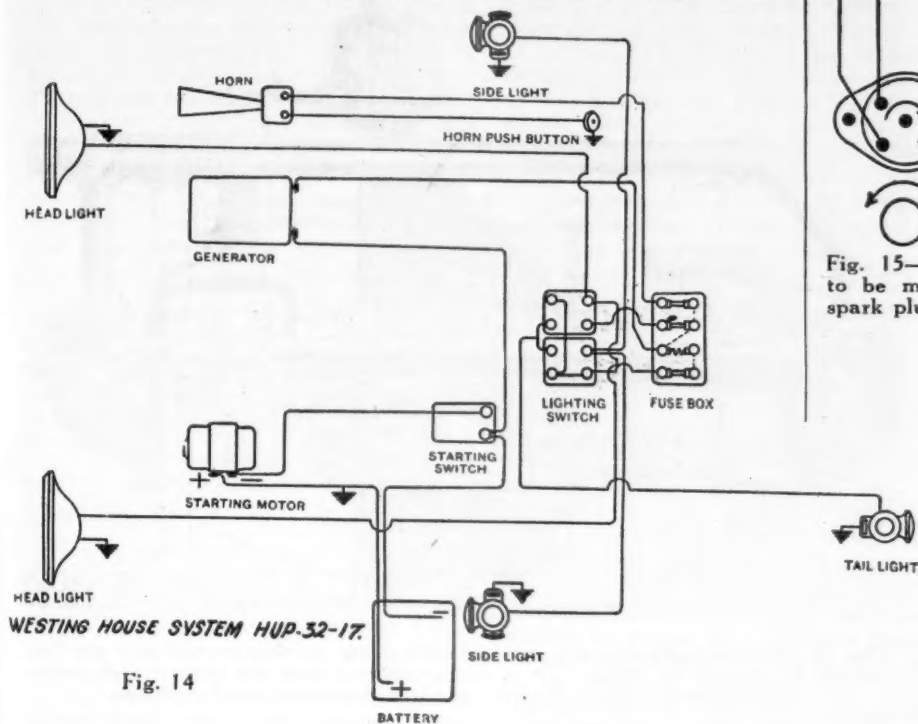 SIDE LIGHT
HORN
HORN PUSH BUTTON
HEAD LIGHT
GENERATOR
Fig. 15—
to be m
spark plu
LIGHTING
SWITCH
FUSE BOX
STARTING
SWITCH
+ −
STARTING MOTOR
TAIL LIGHT
HEAD LIGHT
WESTING HOUSE SYSTEM HUP-32-17.
−
SIDE LIGHT
Fig. 14
+
BATTERY